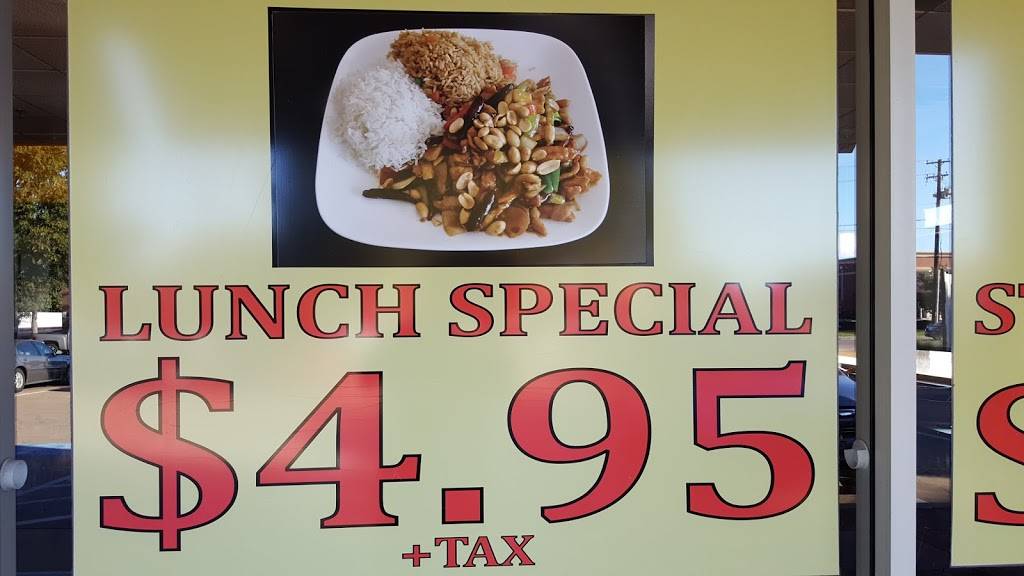 LUNCH SPECIAL
$4.95
+TAX